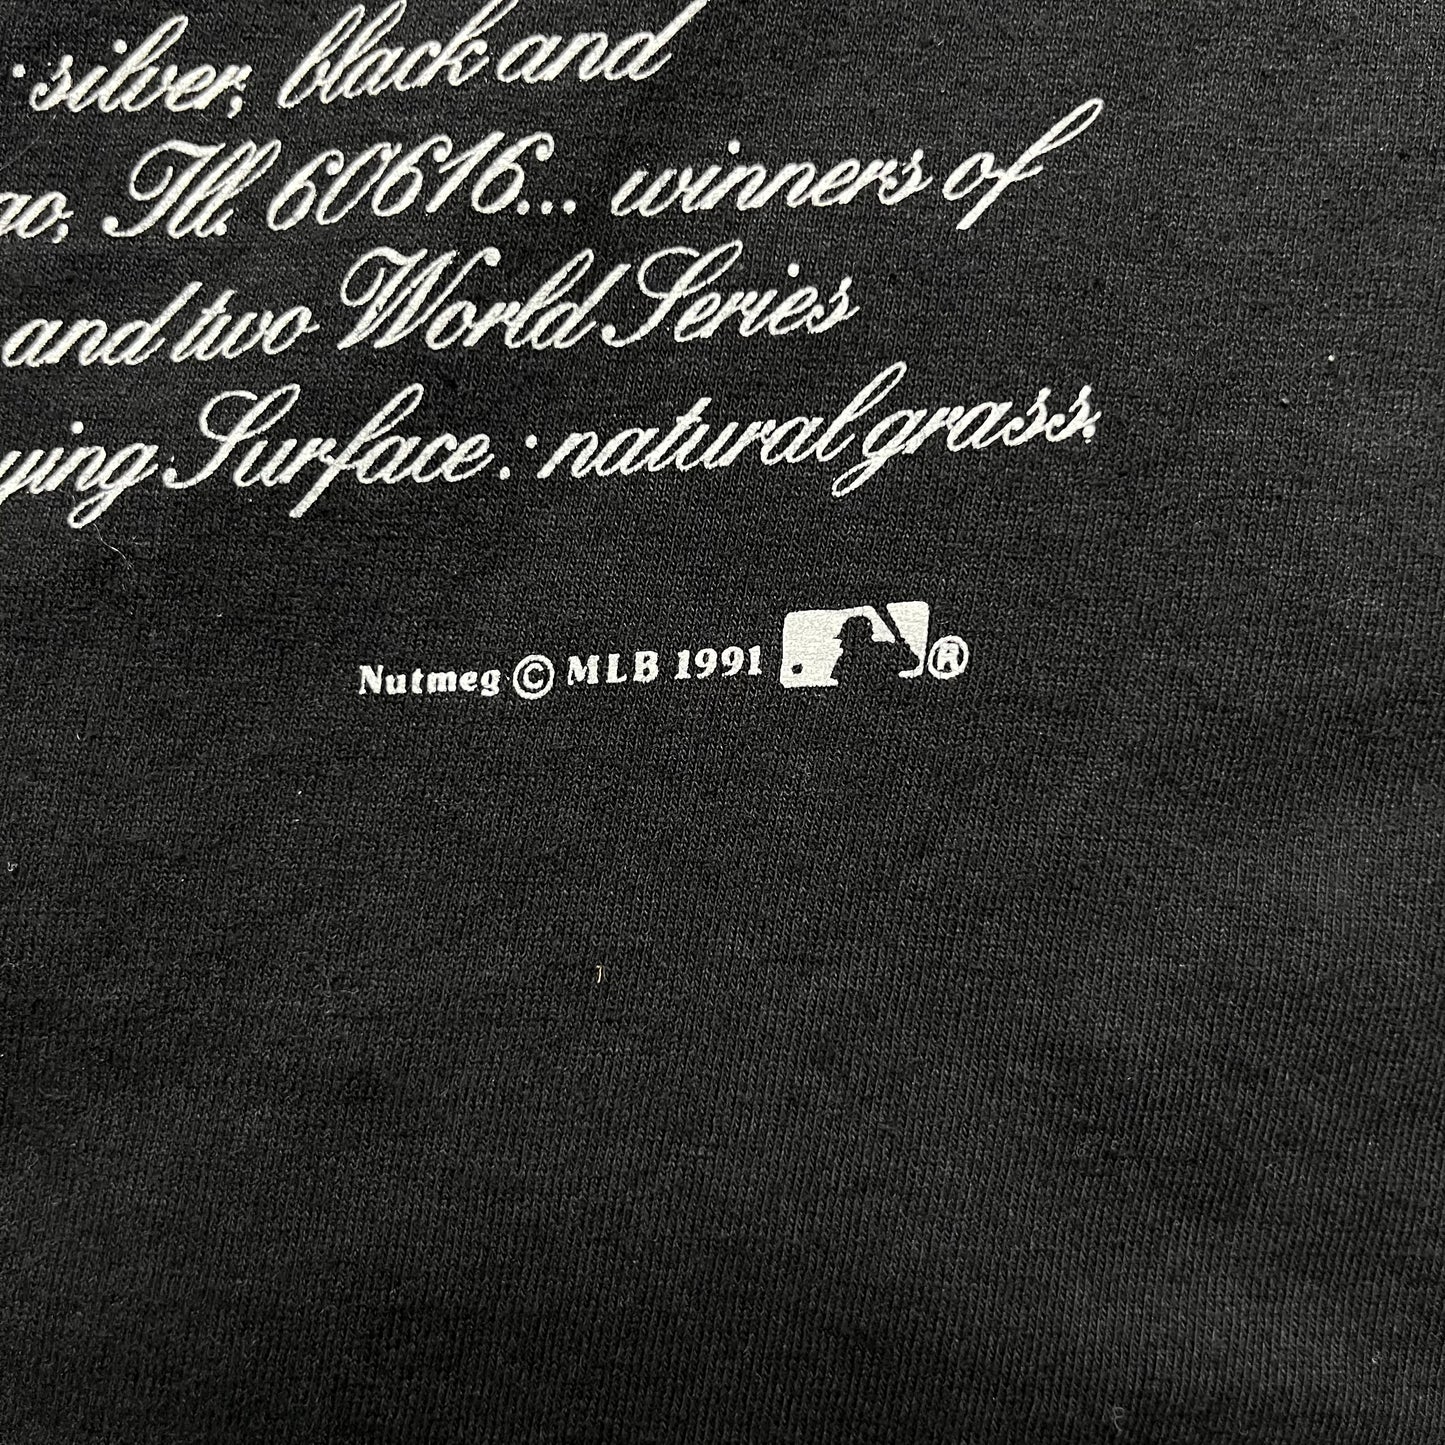 silver, black and
Ill. 60616... winners of
and two World Series
Surface: natural grass.
Nutmeg © MLB 1991 ®